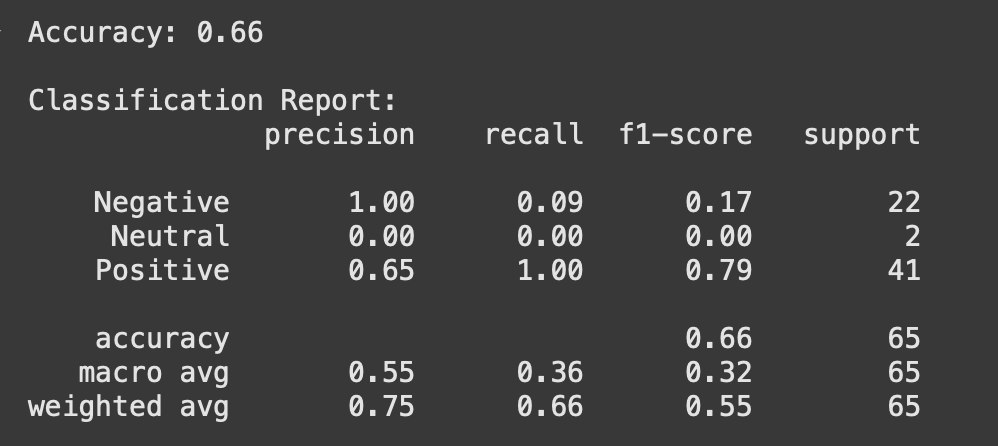 Accuracy: 0.66
Classification Report:
precision recall f1-score support
Negative 1.00 0.09 0.17 22
Neutral 0.00 0.00 0.00 2
Positive 0.65 1.00 0.79 41
accuracy 0.66 65
macro avg 0.55 0.36 0.32 65
weighted avg 0.75 0.66 0.55 65